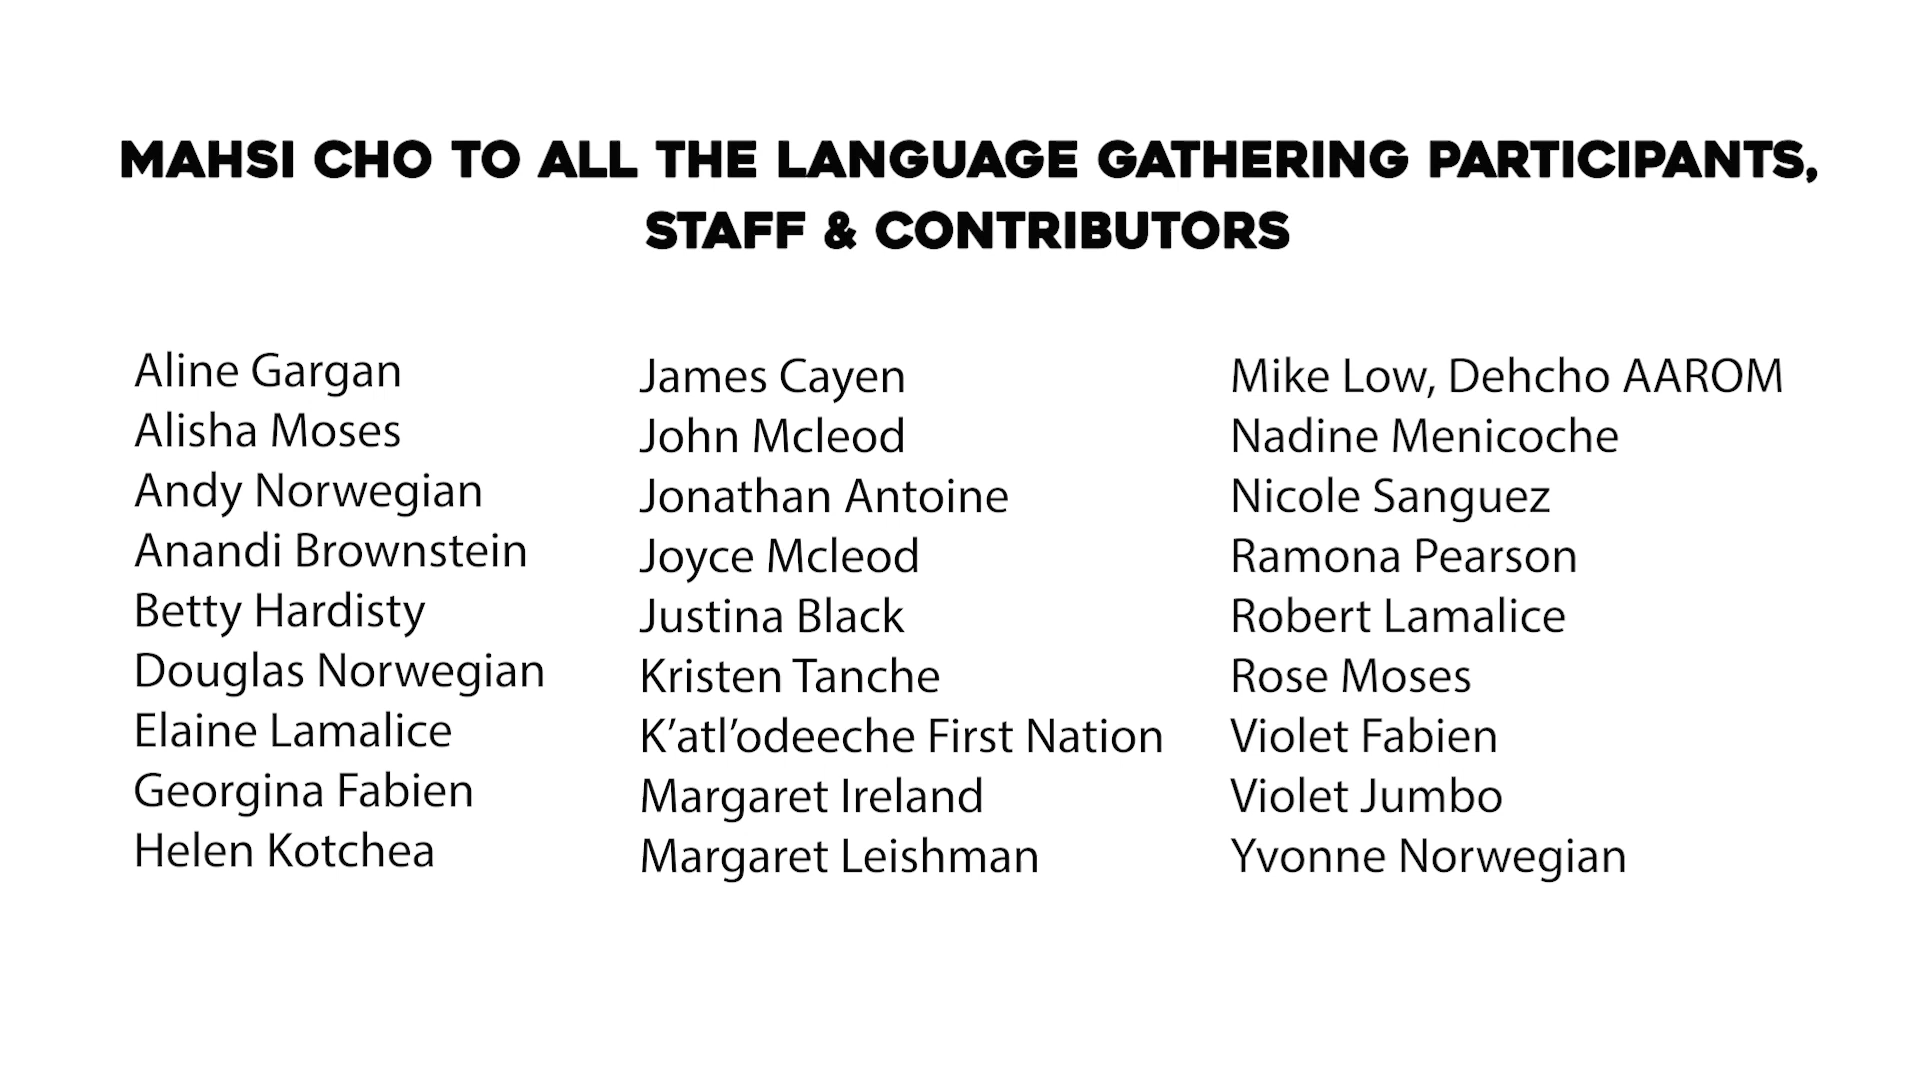 MAHSI CHO TO ALL THE LANGUAGE GATHERING PARTICIPANTS,
STAFF & CONTRIBUTORS
Aline Gargan
Alisha Moses
Andy Norwegian
Anandi Brownstein
Betty Hardisty
Douglas Norwegian
Elaine Lamalice
Georgina Fabien
Helen Kotchea
James Cayen
John Mcleod
Jonathan Antoine
Joyce Mcleod
Justina Black
Kristen Tanche
K’atl’odeeche First Nation
Margaret Ireland
Margaret Leishman
Mike Low, Dehcho AAROM
Nadine Menicoche
Nicole Sanguez
Ramona Pearson
Robert Lamalice
Rose Moses
Violet Fabien
Violet Jumbo
Yvonne Norwegian